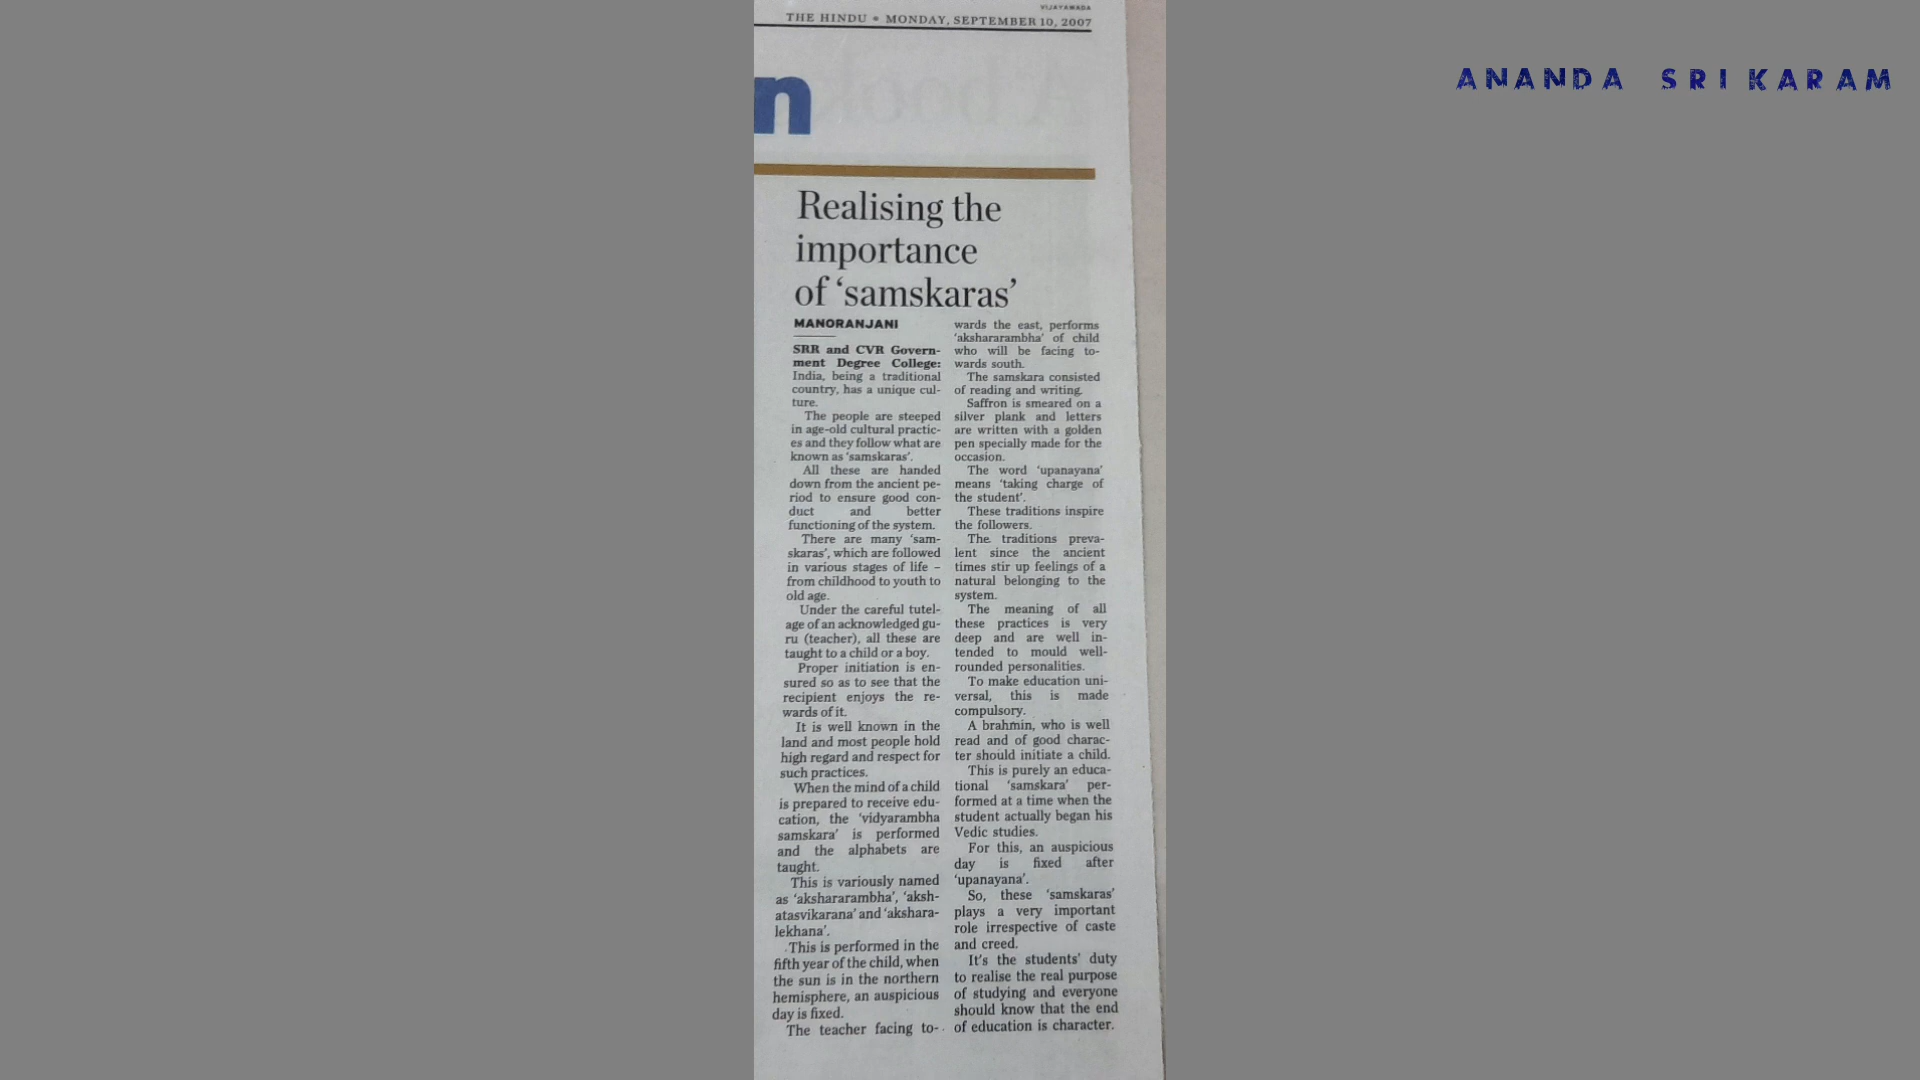 VIJAYAWADA
THE HINDU • MONDAY, SEPTEMBER 10, 2007
ANANDA SRIKARAM
n
Realising the
importance
of ‘samskaras’
MANORANJANI
SRR and CVR Govern-
ment Degree College:
India, being a traditional
country, has a unique cul-
ture.
The people are steeped
in age-old cultural practic-
es and they follow what are
known as ‘samskaras’.
All these are handed
down from the ancient pe-
riod to ensure good con-
duct and better
functioning of the system.
There are many ‘sam-
skaras’, which are followed
in various stages of life –
from childhood to youth to
old age.
Under the careful tutel-
age of an acknowledged gu-
ru (teacher), all these are
taught to a child or a boy.
Proper initiation is en-
sured so as to see that the
recipient enjoys the re-
wards of it.
It is well known in the
land and most people hold
high regard and respect for
such practices.
When the mind of a child
is prepared to receive edu-
cation, the ‘vidyarambha
samskara’ is performed
and the alphabets are
taught.
This is variously named
as ‘akshararambha’, ‘aksh-
atasvikarana’ and ‘akshara-
lekhana’.
This is performed in the
fifth year of the child, when
the sun is in the northern
hemisphere, an auspicious
day is fixed.
The teacher facing to-
wards the east, performs
‘akshararambha’ of child
who will be facing to-
wards south.
The samskara consisted
of reading and writing.
Saffron is smeared on a
silver plank and letters
are written with a golden
pen specially made for the
occasion.
The word ‘upanayana’
means ‘taking charge of
the student’.
These traditions inspire
the followers.
The traditions preva-
lent since the ancient
times stir up feelings of a
natural belonging to the
system.
The meaning of all
these practices is very
deep and are well in-
tended to mould well-
rounded personalities.
To make education uni-
versal, this is made
compulsory.
A brahmin, who is well
read and of good charac-
ter should initiate a child.
This is purely an educa-
tional ‘samskara’ per-
formed at a time when the
student actually began his
Vedic studies.
For this, an auspicious
day is fixed after
‘upanayana’.
So, these ‘samskaras’
plays a very important
role irrespective of caste
and creed.
It’s the students’ duty
to realise the real purpose
of studying and everyone
should know that the end
of education is character.